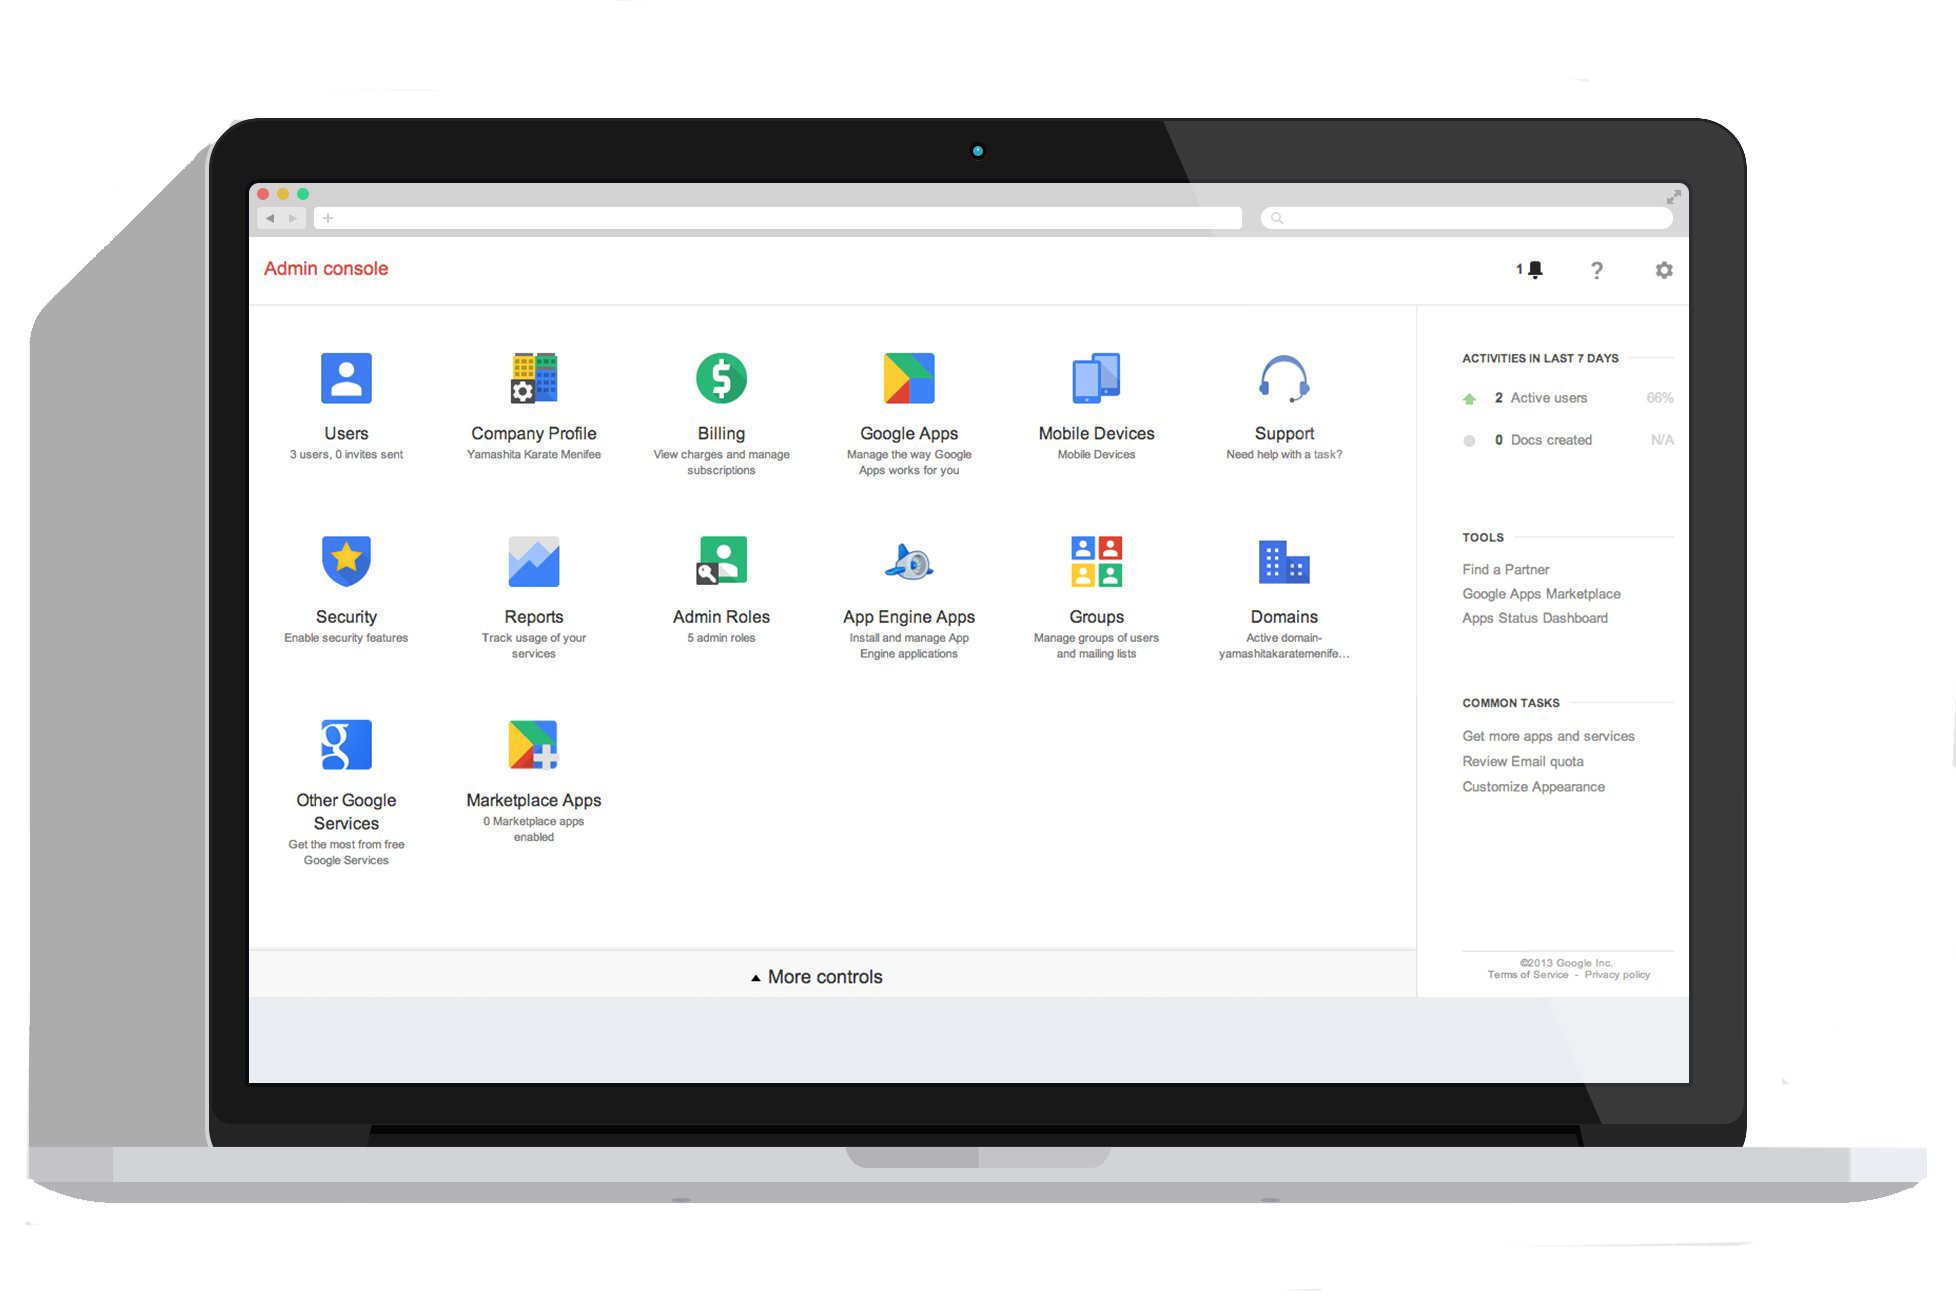 Admin console
1
?
Users
3 users, 0 invites sent
Company Profile
Yamashita Karate Menifee
Billing
View charges and manage
subscriptions
Google Apps
Manage the way Google
Apps works for you
Mobile Devices
Mobile Devices
Support
Need help with a task?
Security
Enable security features
Reports
Track usage of your
services
Admin Roles
5 admin roles
App Engine Apps
Install and manage App
Engine applications
Groups
Manage groups of users
and mailing lists
Domains
Active domain-
yamashitakaratemenife...
Other Google
Services
Get the most from free
Google Services
Marketplace Apps
0 Marketplace apps
enabled
More controls
ACTIVITIES IN LAST 7 DAYS
2 Active users 66%
0 Docs created N/A
TOOLS
Find a Partner
Google Apps Marketplace
Apps Status Dashboard
COMMON TASKS
Get more apps and services
Review Email quota
Customize Appearance
©2013 Google Inc.
Terms of Service - Privacy policy